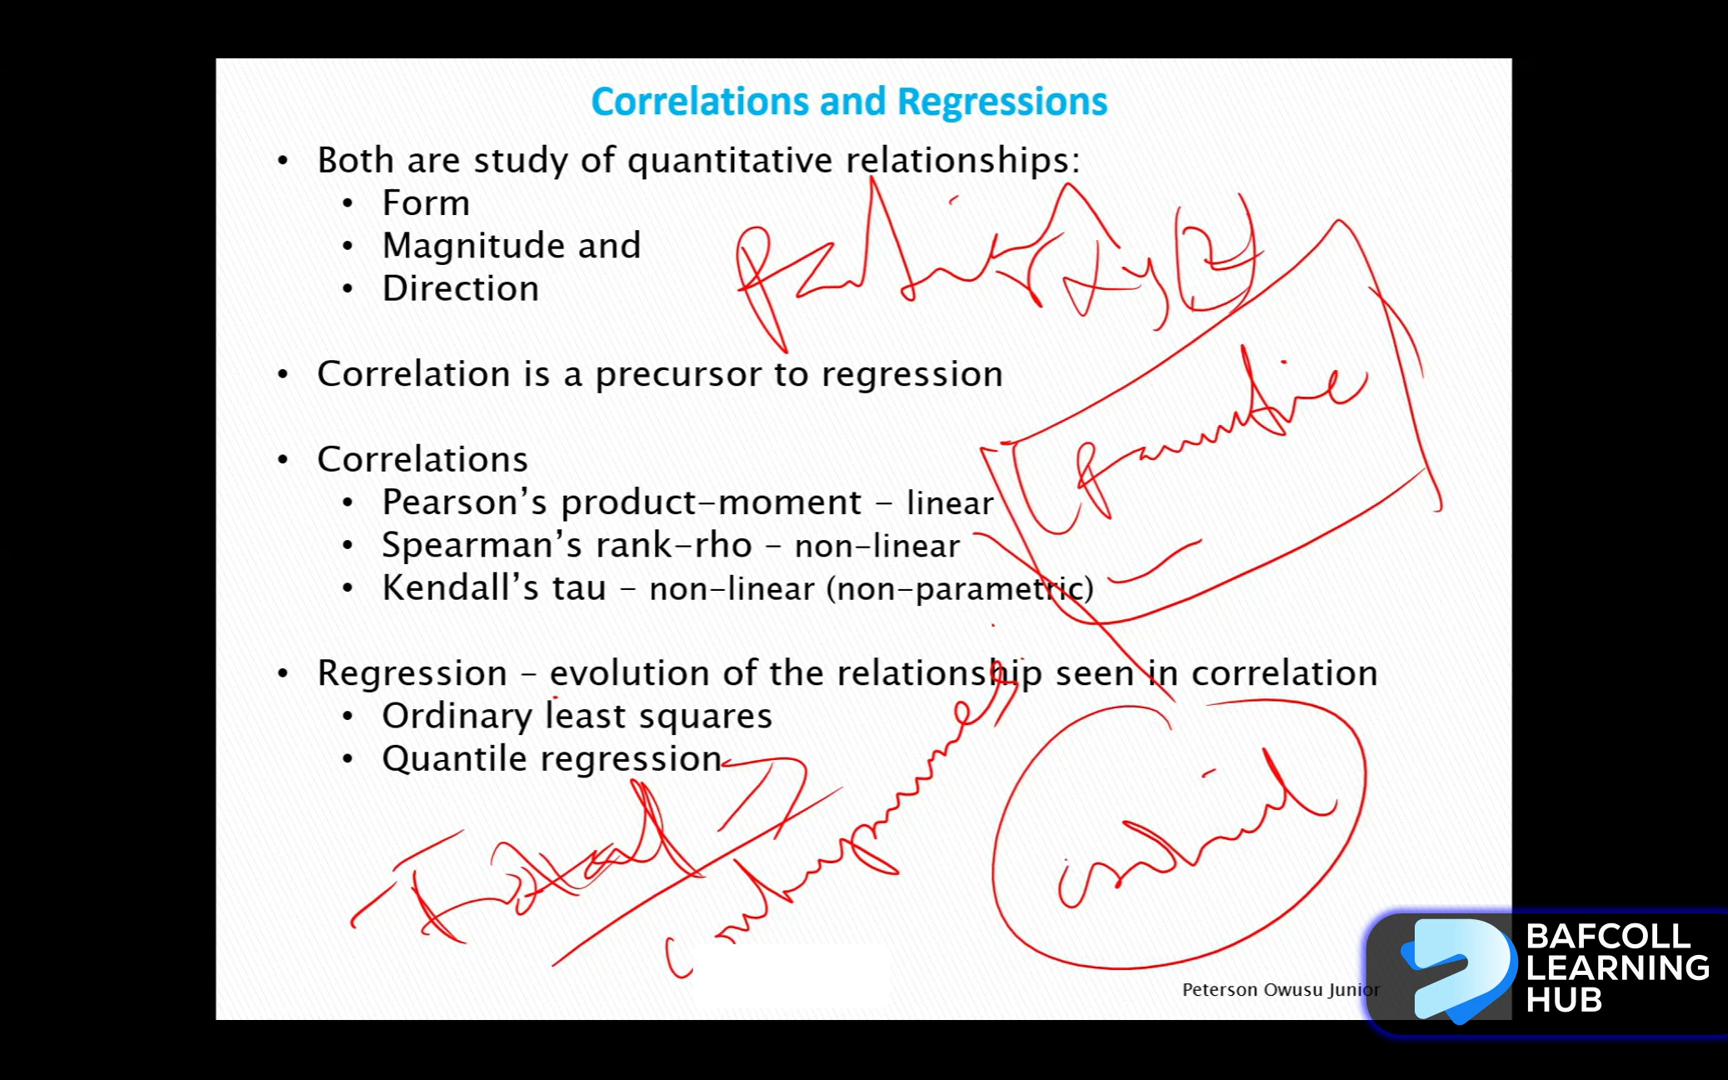 Correlations and Regressions
• Both are study of quantitative relationships:
• Form
• Magnitude and
• Direction
• Correlation is a precursor to regression
• Correlations
• Pearson’s product-moment – linear
• Spearman’s rank-rho – non-linear
• Kendall’s tau – non-linear (non-parametric)
• Regression – evolution of the relationship seen in correlation
• Ordinary least squares
• Quantile regression
Peterson Owusu Junior
BAFCOLL
LEARNING
HUB